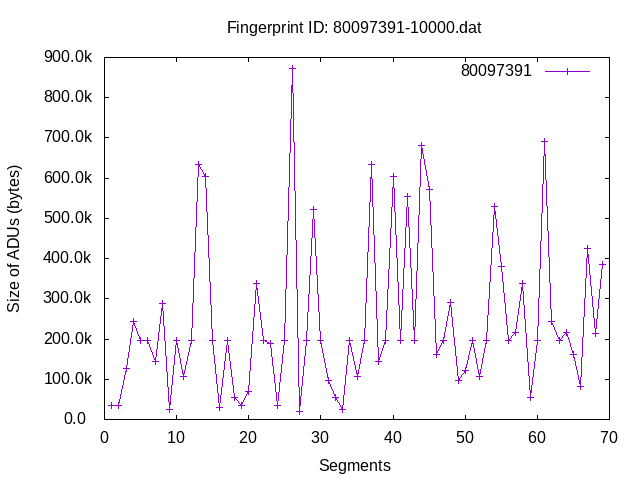 Fingerprint ID: 80097391-10000.dat
80097391
900.0k
800.0k
700.0k
600.0k
500.0k
400.0k
300.0k
200.0k
100.0k
0.0
Size of ADUs (bytes)
0 10 20 30 40 50 60 70
Segments